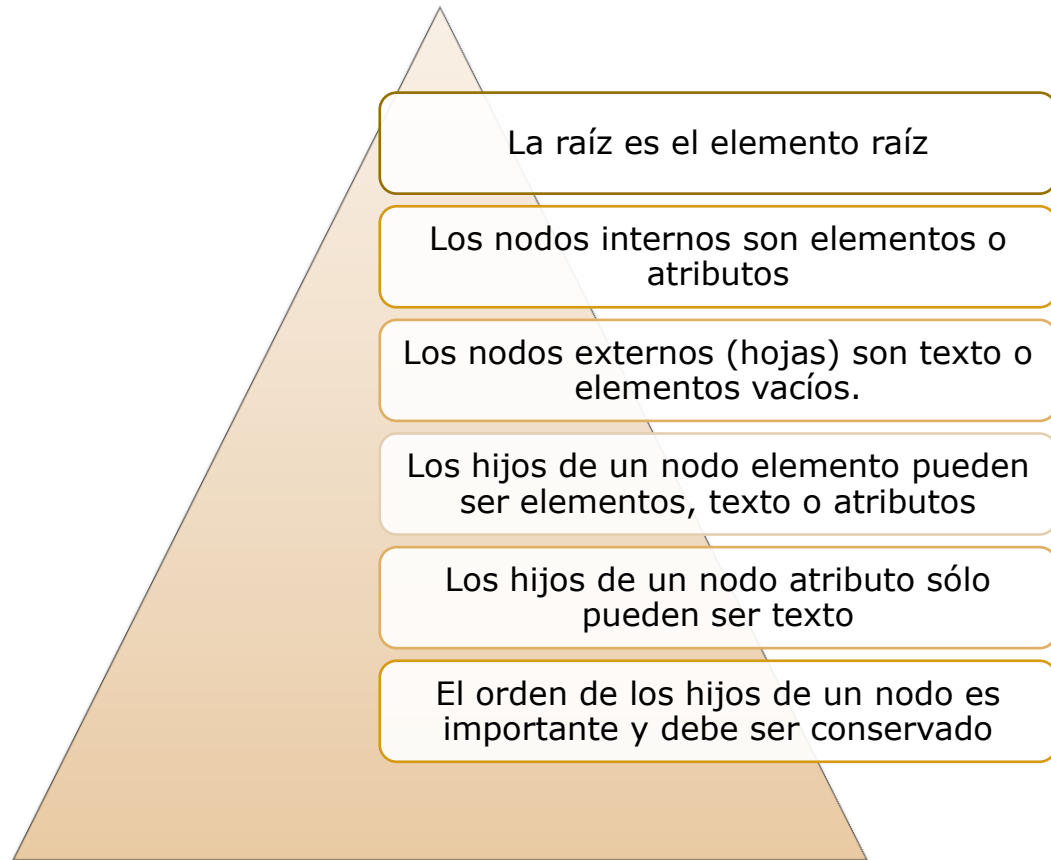 La raíz es el elemento raíz
Los nodos internos son elementos o
atributos
Los nodos externos (hojas) son texto o
elementos vacíos.
Los hijos de un nodo elemento pueden
ser elementos, texto o atributos
Los hijos de un nodo atributo sólo
pueden ser texto
El orden de los hijos de un nodo es
importante y debe ser conservado